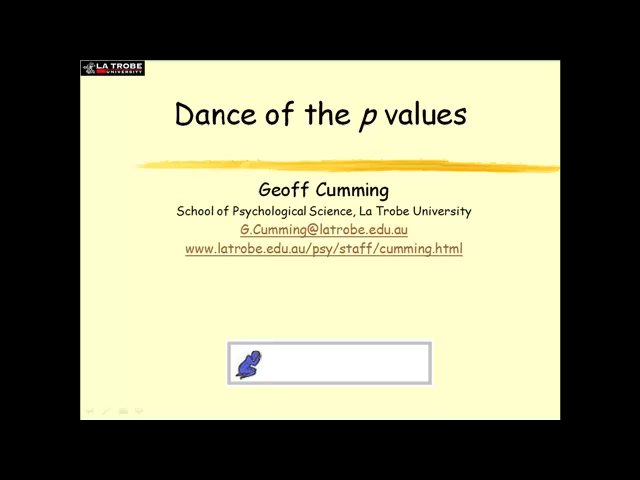 LA TROBE
UNIVERSITY
Dance of the p values
Geoff Cumming
School of Psychological Science, La Trobe University
G.Cumming@latrobe.edu.au
www.latrobe.edu.au/psy/staff/cumming.html